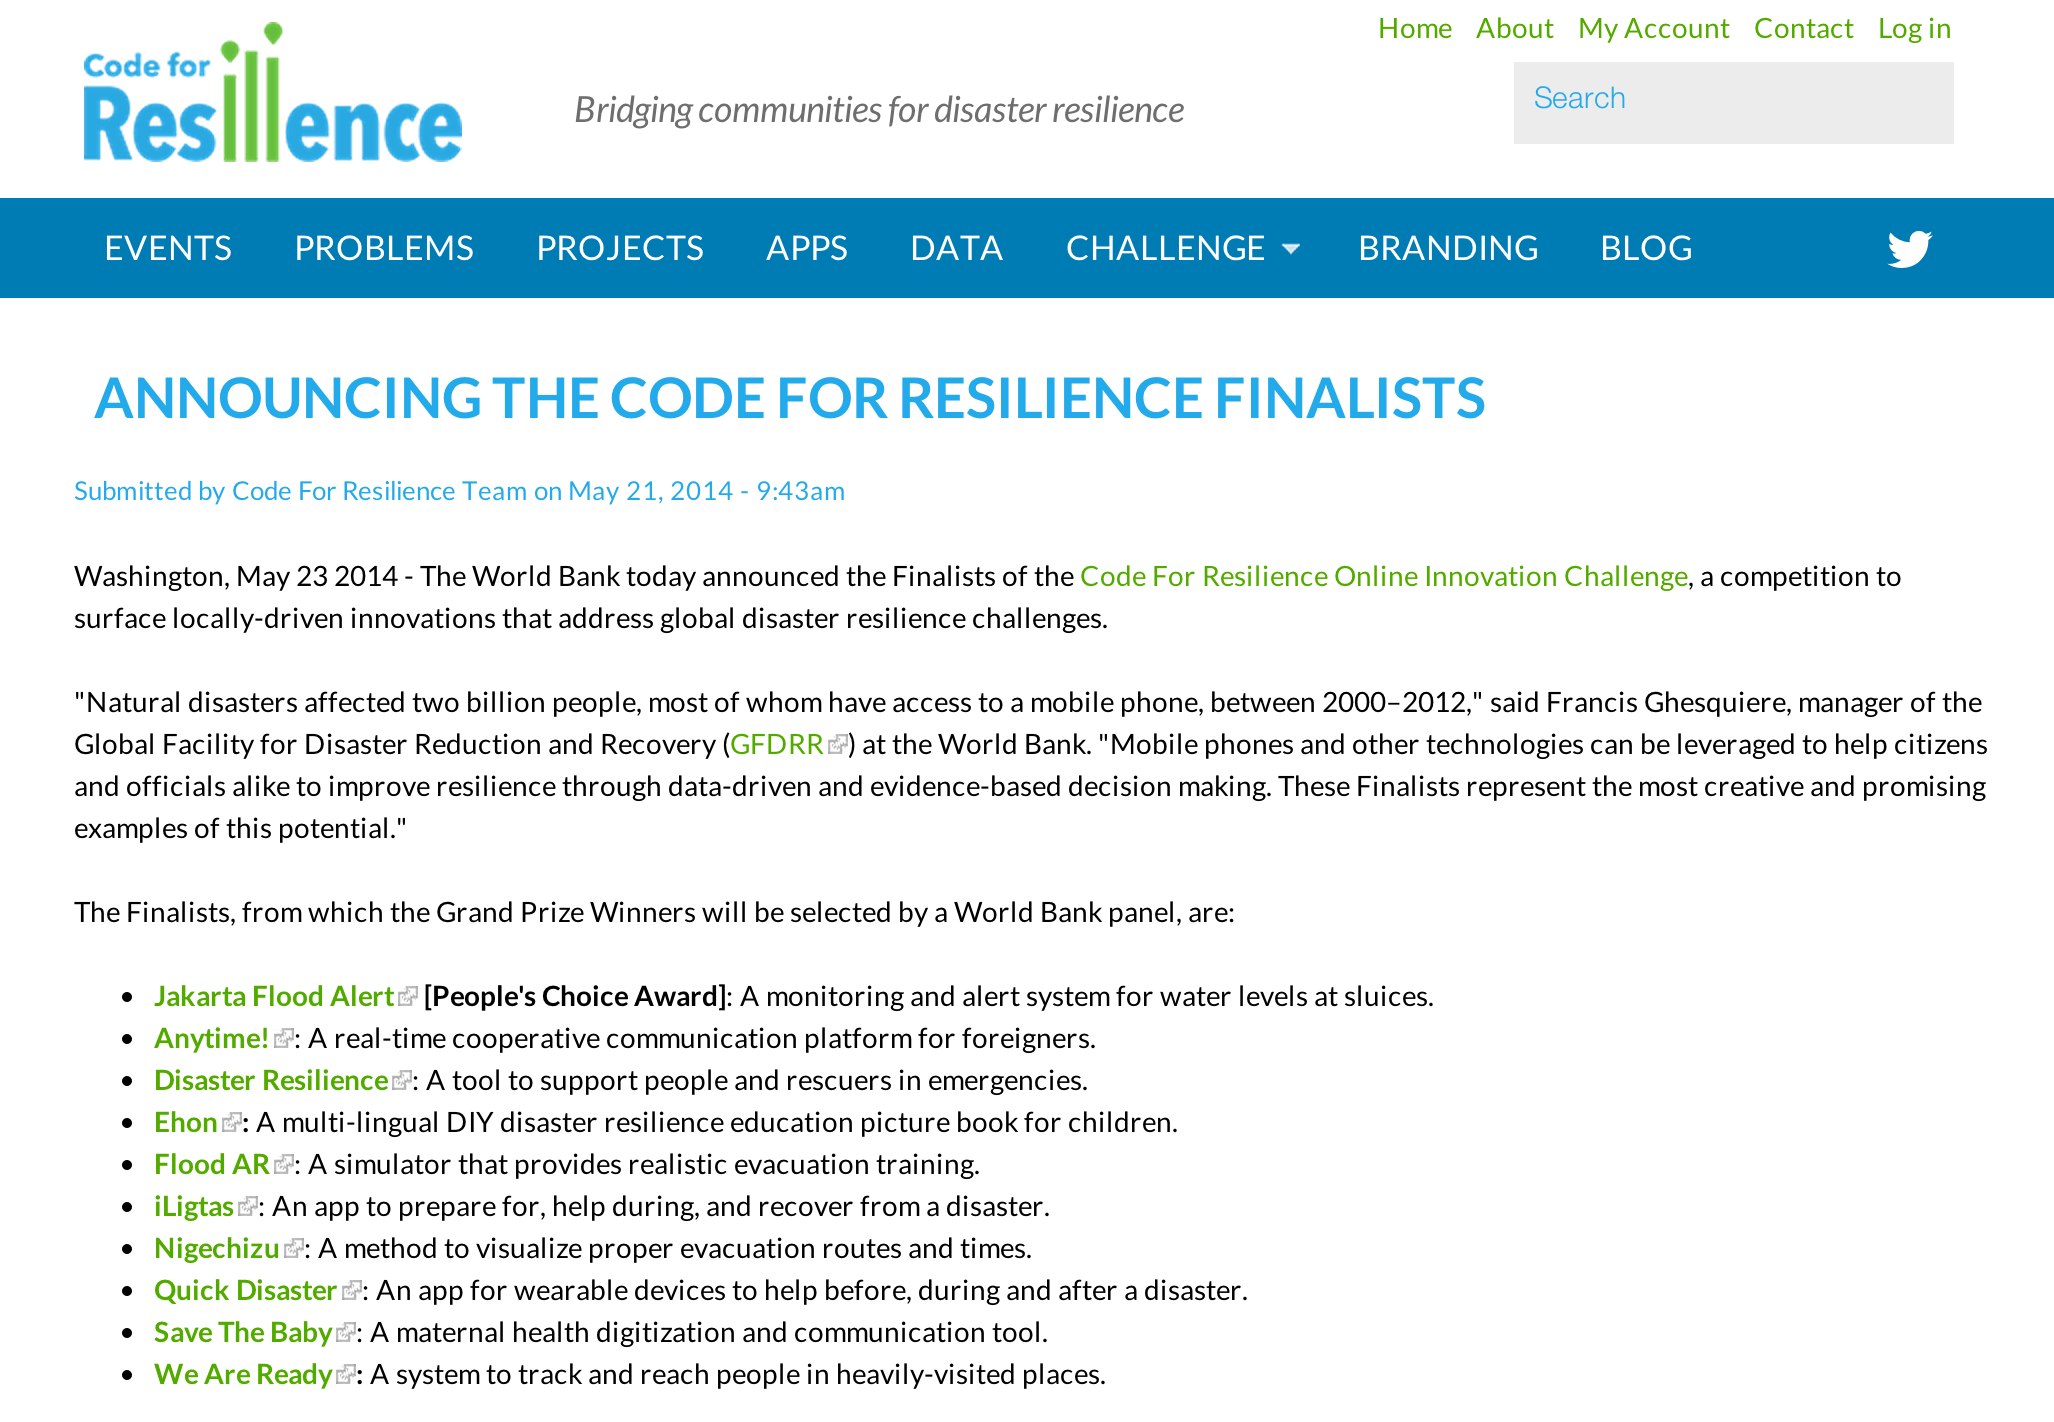 Home About My Account Contact Log in
Code for
Resilience
Bridging communities for disaster resilience
Search
EVENTS PROBLEMS PROJECTS APPS DATA CHALLENGE BRANDING BLOG
ANNOUNCING THE CODE FOR RESILIENCE FINALISTS
Submitted by Code For Resilience Team on May 21, 2014 - 9:43am
Washington, May 23 2014 - The World Bank today announced the Finalists of the Code For Resilience Online Innovation Challenge, a competition to
surface locally-driven innovations that address global disaster resilience challenges.
"Natural disasters affected two billion people, most of whom have access to a mobile phone, between 2000–2012," said Francis Ghesquiere, manager of the
Global Facility for Disaster Reduction and Recovery (GFDRR) at the World Bank. "Mobile phones and other technologies can be leveraged to help citizens
and officials alike to improve resilience through data-driven and evidence-based decision making. These Finalists represent the most creative and promising
examples of this potential."
The Finalists, from which the Grand Prize Winners will be selected by a World Bank panel, are:
• Jakarta Flood Alert [People's Choice Award]: A monitoring and alert system for water levels at sluices.
• Anytime!: A real-time cooperative communication platform for foreigners.
• Disaster Resilience: A tool to support people and rescuers in emergencies.
• Ehon: A multi-lingual DIY disaster resilience education picture book for children.
• Flood AR: A simulator that provides realistic evacuation training.
• iLigtas: An app to prepare for, help during, and recover from a disaster.
• Nigechizu: A method to visualize proper evacuation routes and times.
• Quick Disaster: An app for wearable devices to help before, during and after a disaster.
• Save The Baby: A maternal health digitization and communication tool.
• We Are Ready: A system to track and reach people in heavily-visited places.